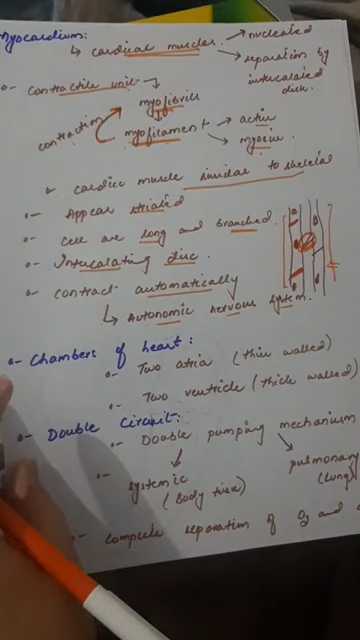 Myocardium:
↳ cardiac muscles → nucleated
→ separation by
intercalated
disk.
contractile unit
myofibrils
contraction
myofilament → actin
→ myosin.
cardiac muscle similar to skeletal
Appear striated
Cell are long and branched.
Intercalating disc.
contract automatically
↳ Autonomic nervous system.
Chambers of heart:
Two atria (thin walled)
Two ventricle (thick walled)
Double Circuit:
Double pumping mechanism
systemic
(body tissue)
pulmonary
(lung)
complete separation of O2 and